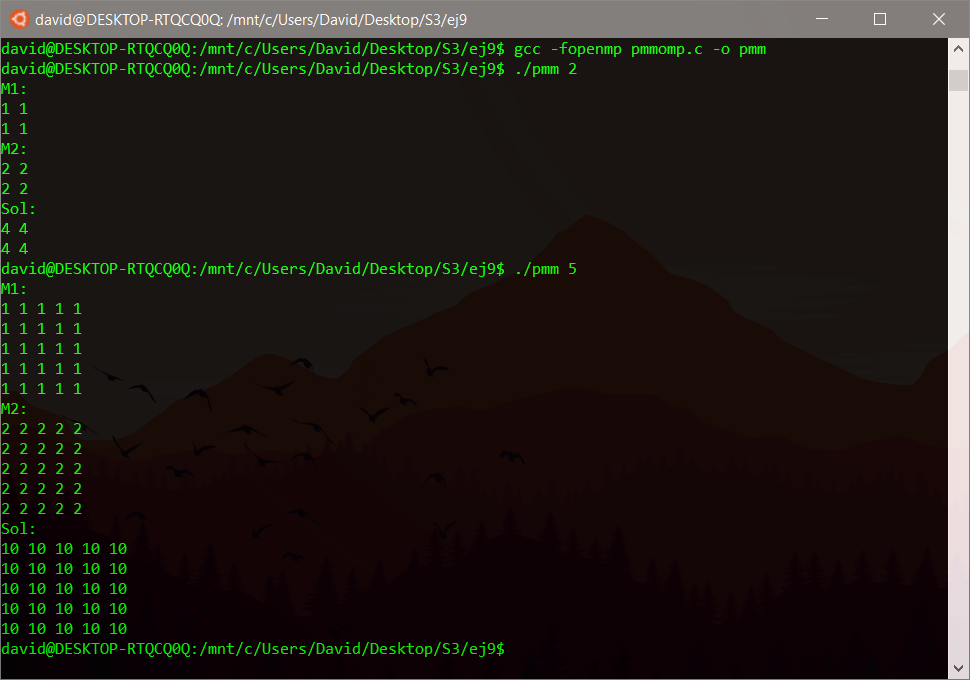 david@DESKTOP-RTQCQ0Q: /mnt/c/Users/David/Desktop/S3/ej9
david@DESKTOP-RTQCQ0Q:/mnt/c/Users/David/Desktop/S3/ej9$ gcc -fopenmp pmmomp.c -o pmm
david@DESKTOP-RTQCQ0Q:/mnt/c/Users/David/Desktop/S3/ej9$ ./pmm 2
M1:
1 1
1 1
M2:
2 2
2 2
Sol:
4 4
4 4
david@DESKTOP-RTQCQ0Q:/mnt/c/Users/David/Desktop/S3/ej9$ ./pmm 5
M1:
1 1 1 1 1
1 1 1 1 1
1 1 1 1 1
1 1 1 1 1
1 1 1 1 1
M2:
2 2 2 2 2
2 2 2 2 2
2 2 2 2 2
2 2 2 2 2
2 2 2 2 2
Sol:
10 10 10 10 10
10 10 10 10 10
10 10 10 10 10
10 10 10 10 10
10 10 10 10 10
david@DESKTOP-RTQCQ0Q:/mnt/c/Users/David/Desktop/S3/ej9$